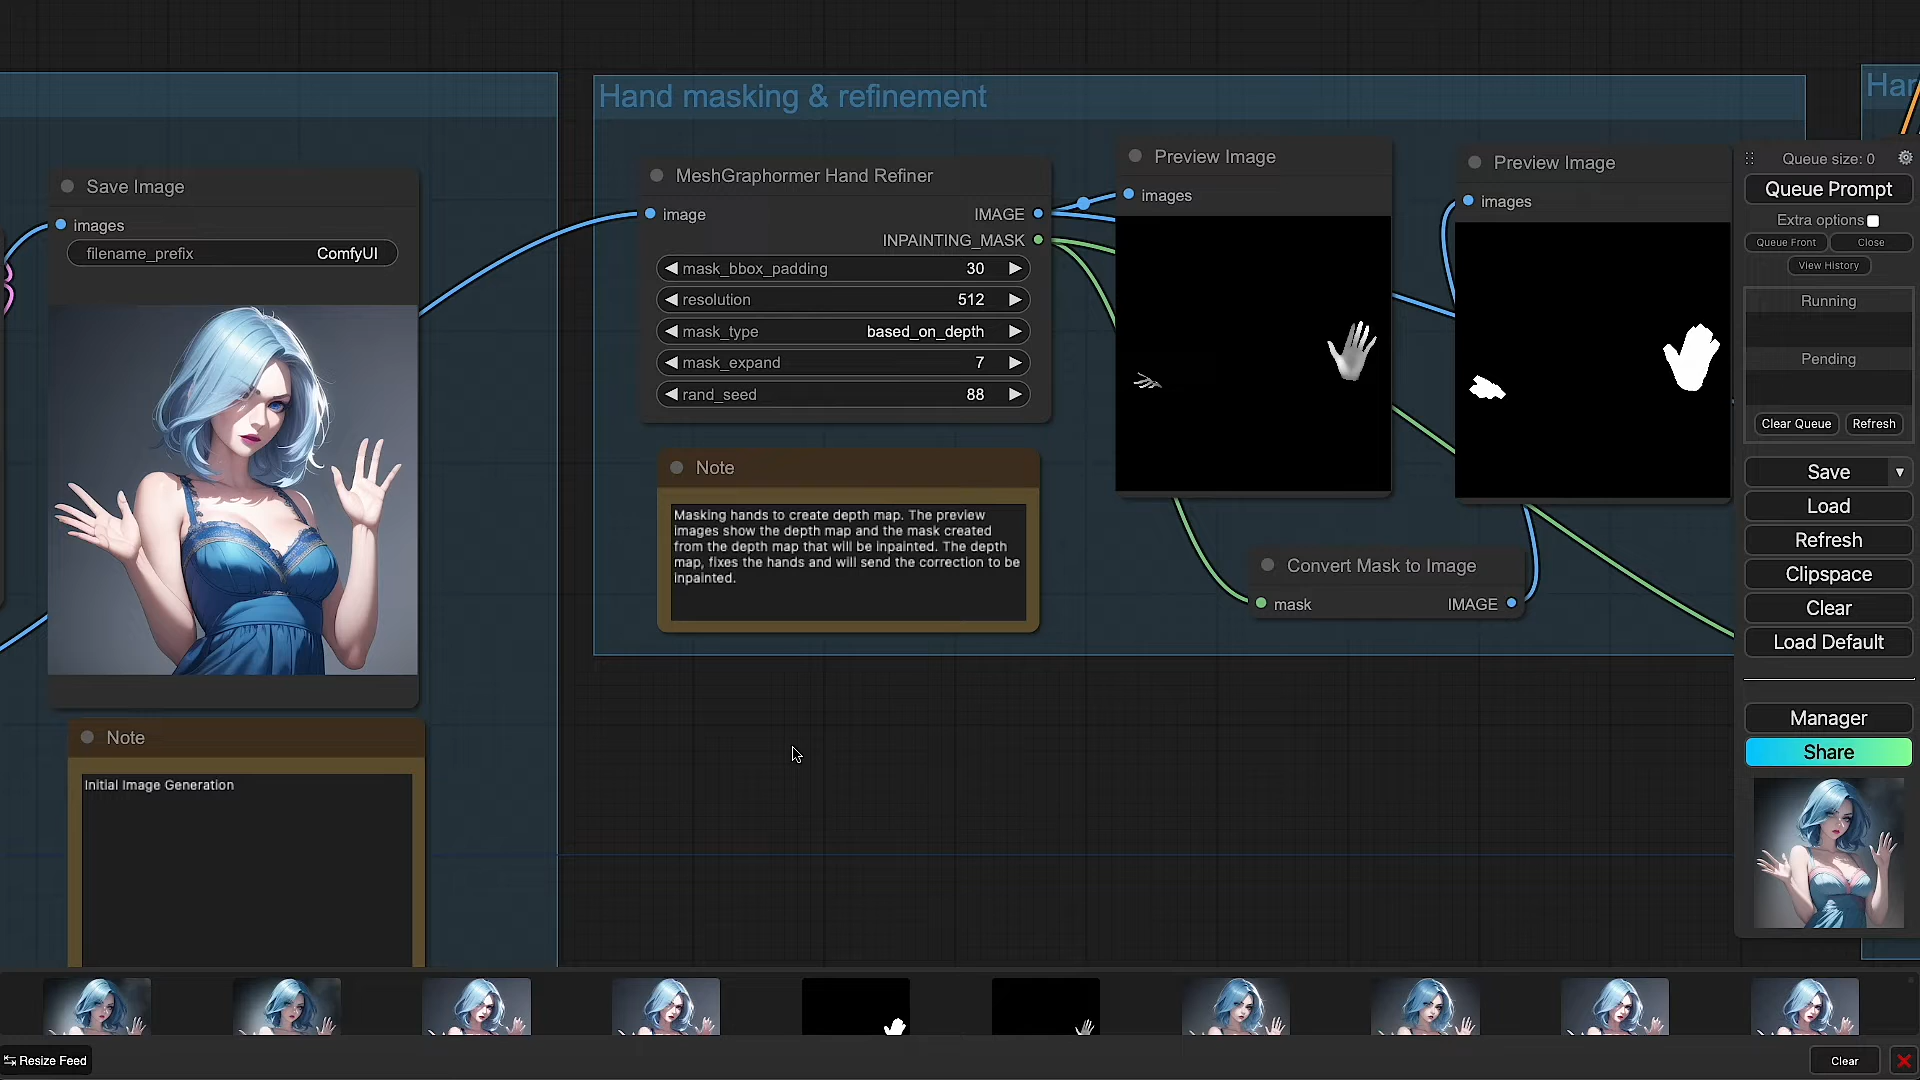 Hand masking & refinement
Har
Save Image
images
filename_prefix ComfyUI
Note
Initial Image Generation
MeshGraphormer Hand Refiner
image IMAGE
INPAINTING_MASK
mask_bbox_padding 30
resolution 512
mask_type based_on_depth
mask_expand 7
rand_seed 88
Note
Masking hands to create depth map. The preview
images show the depth map and the mask created
from the depth map that will be inpainted. The depth
map, fixes the hands and will send the correction to be
inpainted.
Preview Image
images
Preview Image
images
Convert Mask to Image
mask IMAGE
Queue size: 0
Queue Prompt
Extra options
Queue Front Close
View History
Running
Pending
Clear Queue Refresh
Save ▼
Load
Refresh
Clipspace
Clear
Load Default
Manager
Share
Resize Feed
Clear